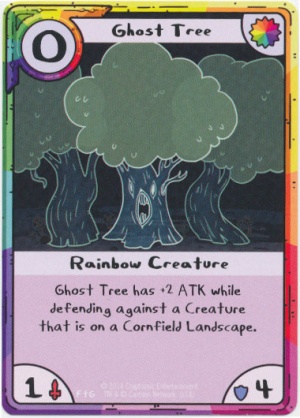 0
Ghost Tree
Rainbow Creature
Ghost Tree has +2 ATK while
defending against a Creature
that is on a Cornfield Landscape.
1
4